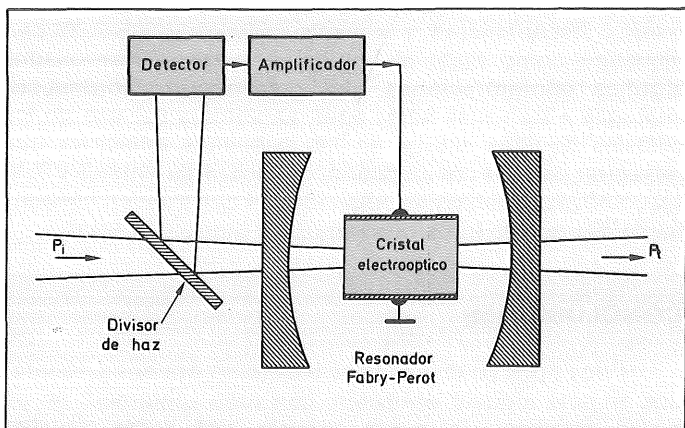 Detector
Amplificador
Pi
Cristal
electrooptico
Pt
Divisor
de haz
Resonador
Fabry-Perot